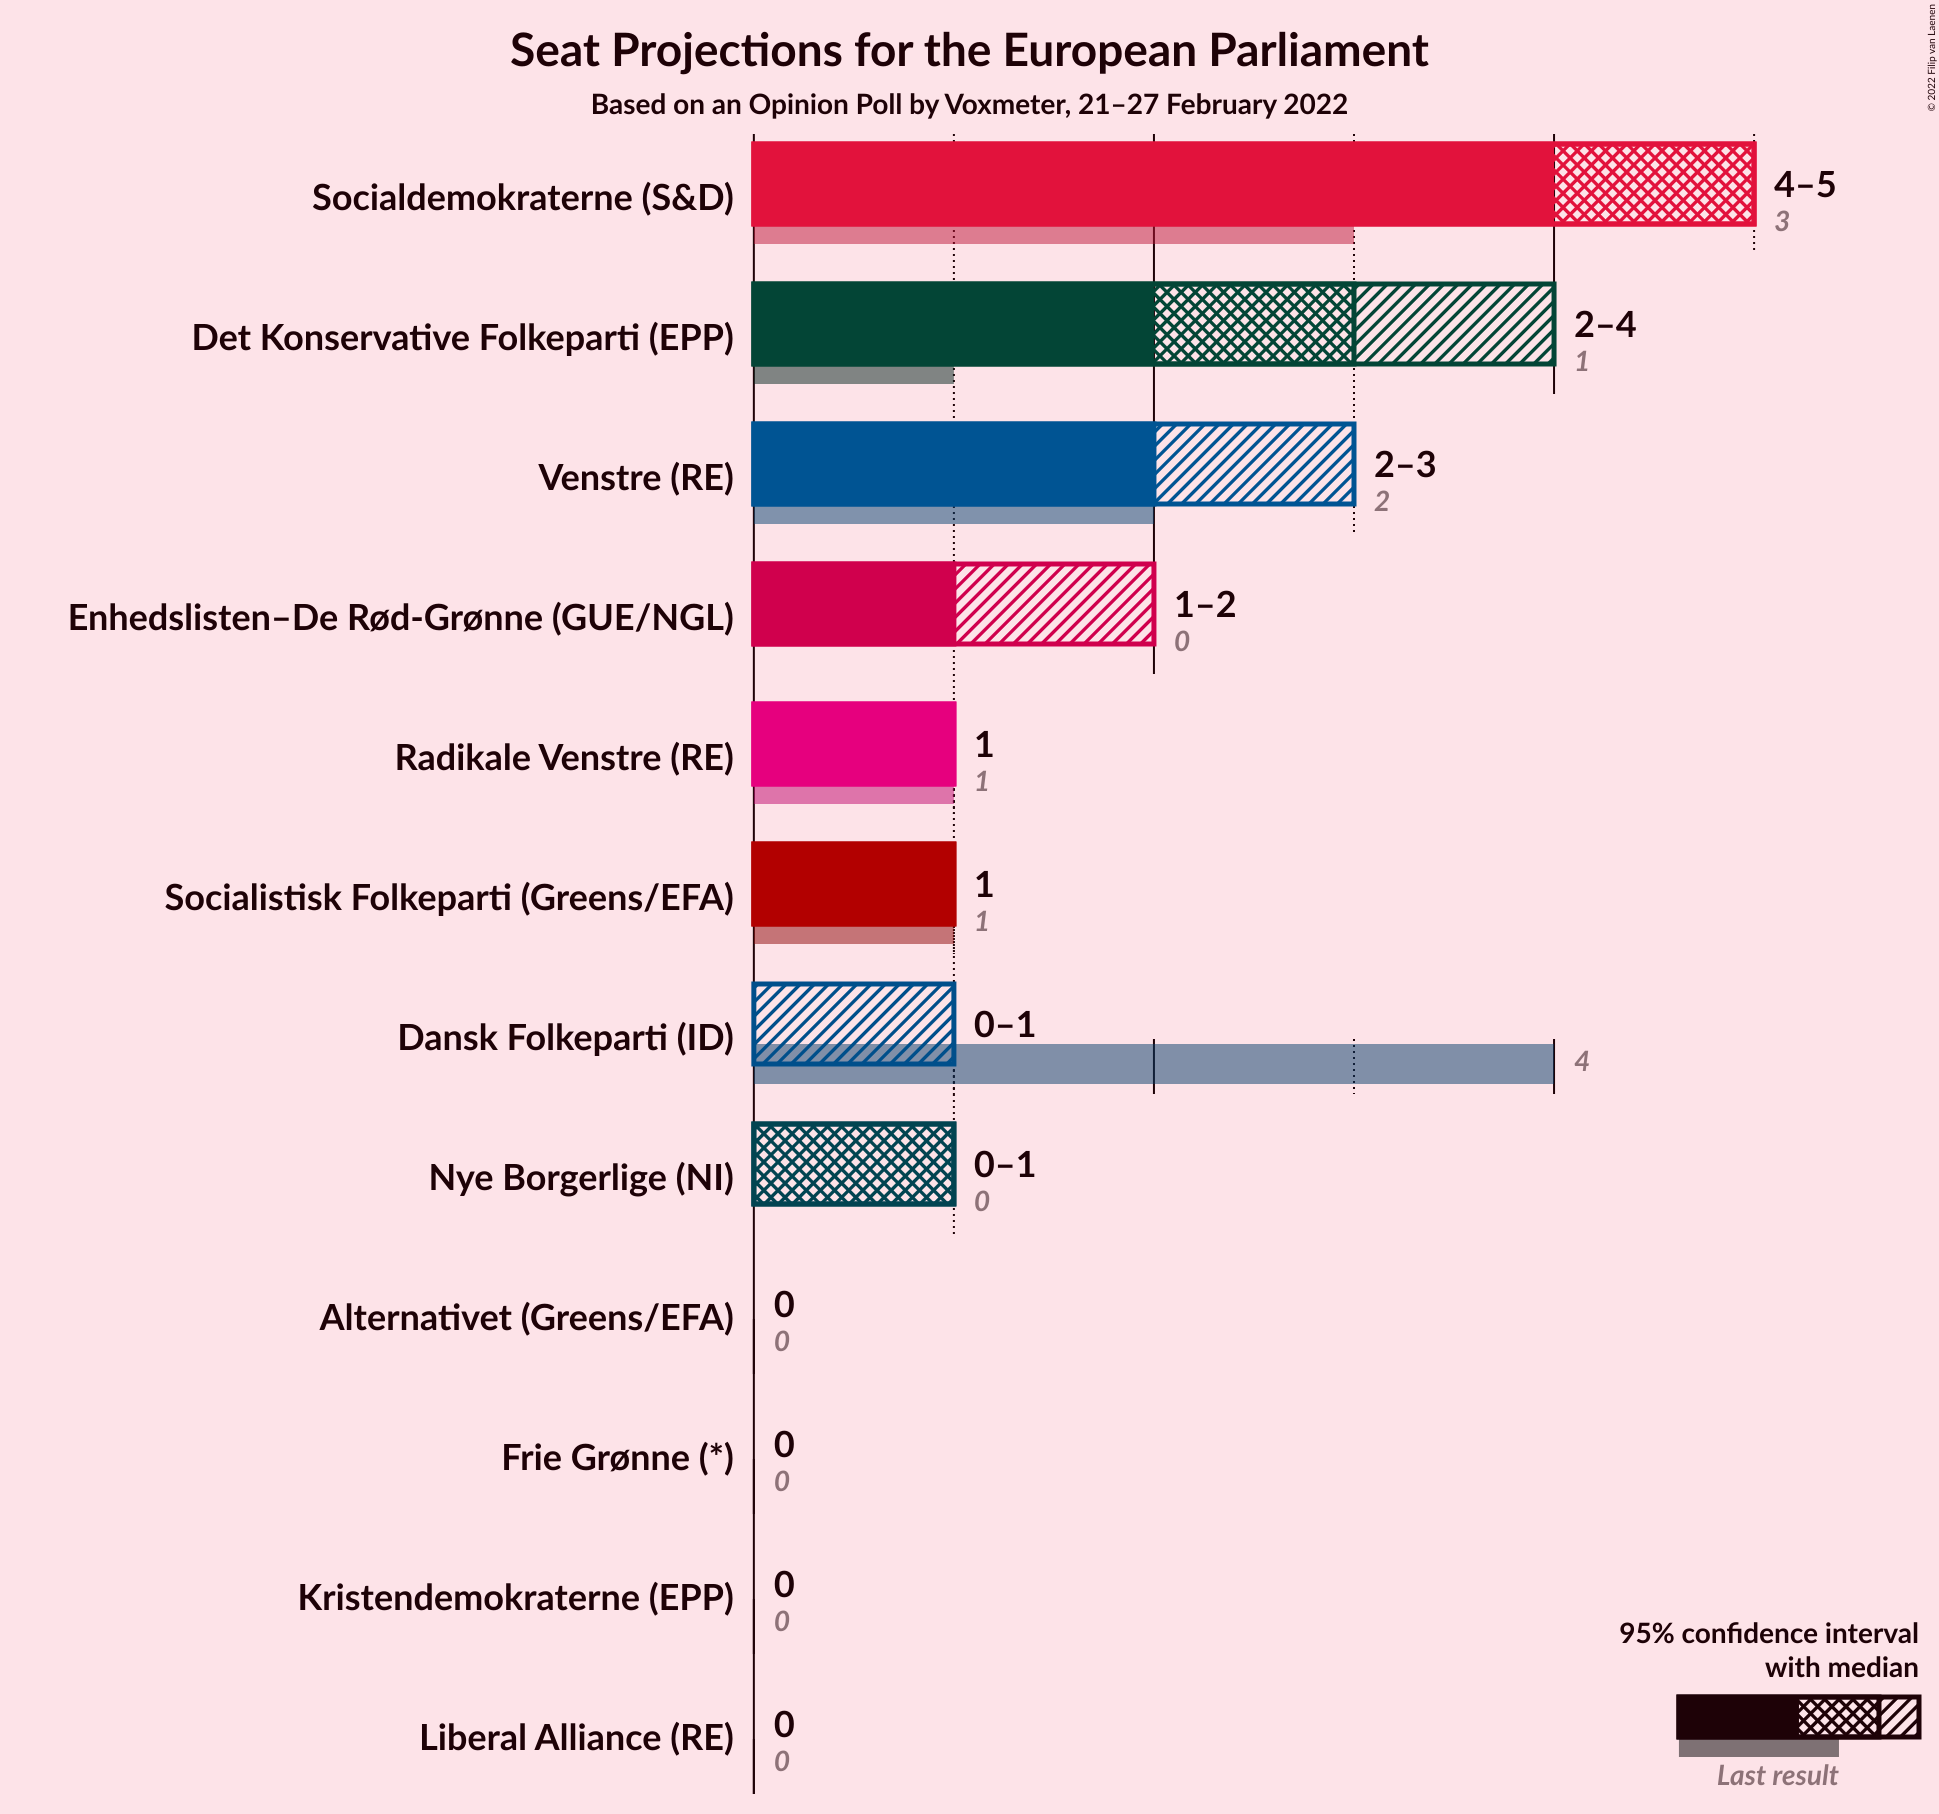 Seat Projections for the European Parliament
Based on an Opinion Poll by Voxmeter, 21–27 February 2022
© 2022 Filip van Laenen
Socialdemokraterne (S&D)
4–5
3
Det Konservative Folkeparti (EPP)
2–4
1
Venstre (RE)
2–3
2
Enhedslisten–De Rød-Grønne (GUE/NGL)
1–2
0
Radikale Venstre (RE)
1
1
Socialistisk Folkeparti (Greens/EFA)
1
1
Dansk Folkeparti (ID)
0–1
4
Nye Borgerlige (NI)
0–1
0
Alternativet (Greens/EFA)
0
0
Frie Grønne (*)
0
0
Kristendemokraterne (EPP)
0
0
Liberal Alliance (RE)
0
0
95% confidence interval
with median
Last result